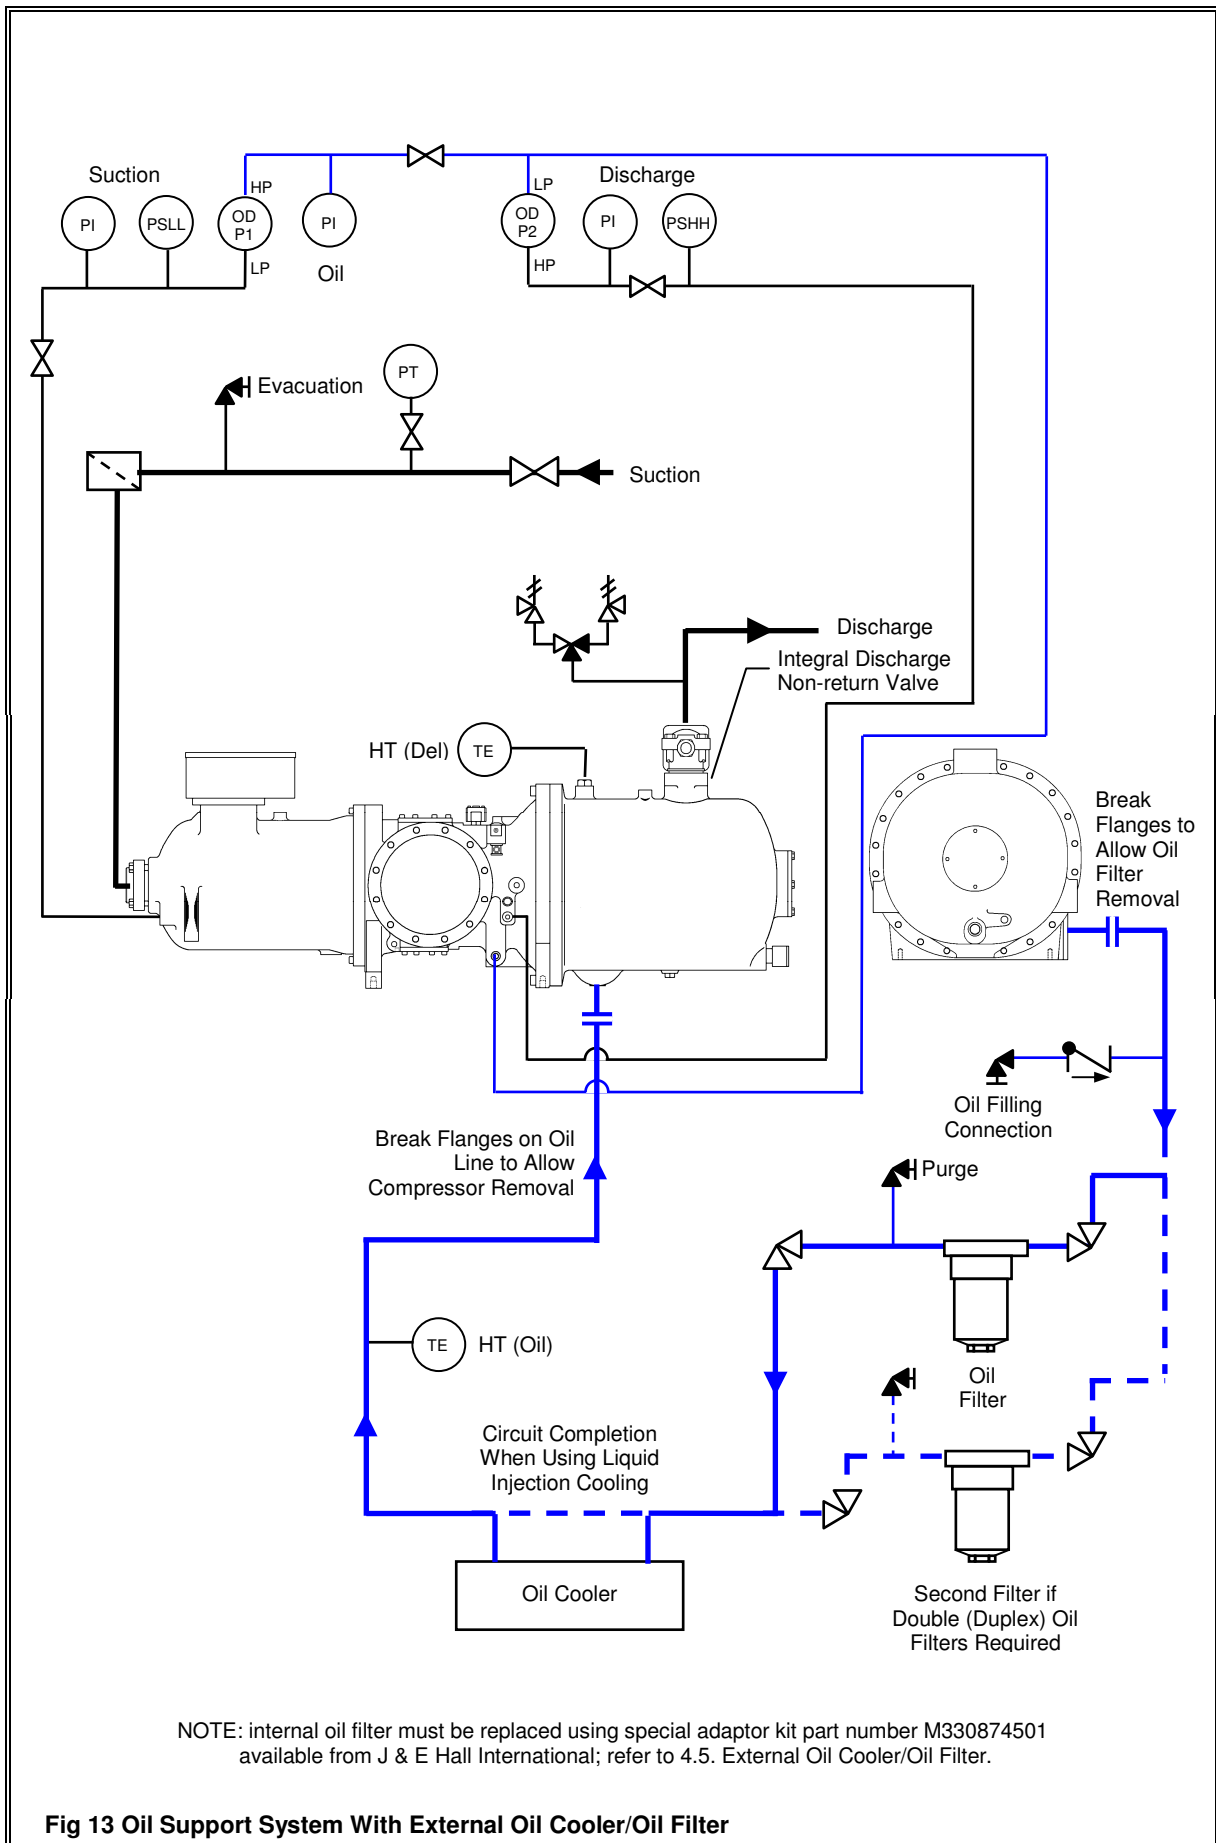 Suction
HP
LP
Discharge
PI
PSLL
OD
P1
PI
OD
P2
PI
PSHH
LP
HP
Oil
PT
Evacuation
Suction
Discharge
Integral Discharge
Non-return Valve
HT (Del)
TE
Break
Flanges to
Allow Oil
Filter
Removal
Oil Filling
Connection
Break Flanges on Oil
Line to Allow
Compressor Removal
Purge
TE
HT (Oil)
Oil
Filter
Circuit Completion
When Using Liquid
Injection Cooling
Oil Cooler
Second Filter if
Double (Duplex) Oil
Filters Required
NOTE: internal oil filter must be replaced using special adaptor kit part number M330874501
available from J & E Hall International; refer to 4.5. External Oil Cooler/Oil Filter.
Fig 13 Oil Support System With External Oil Cooler/Oil Filter